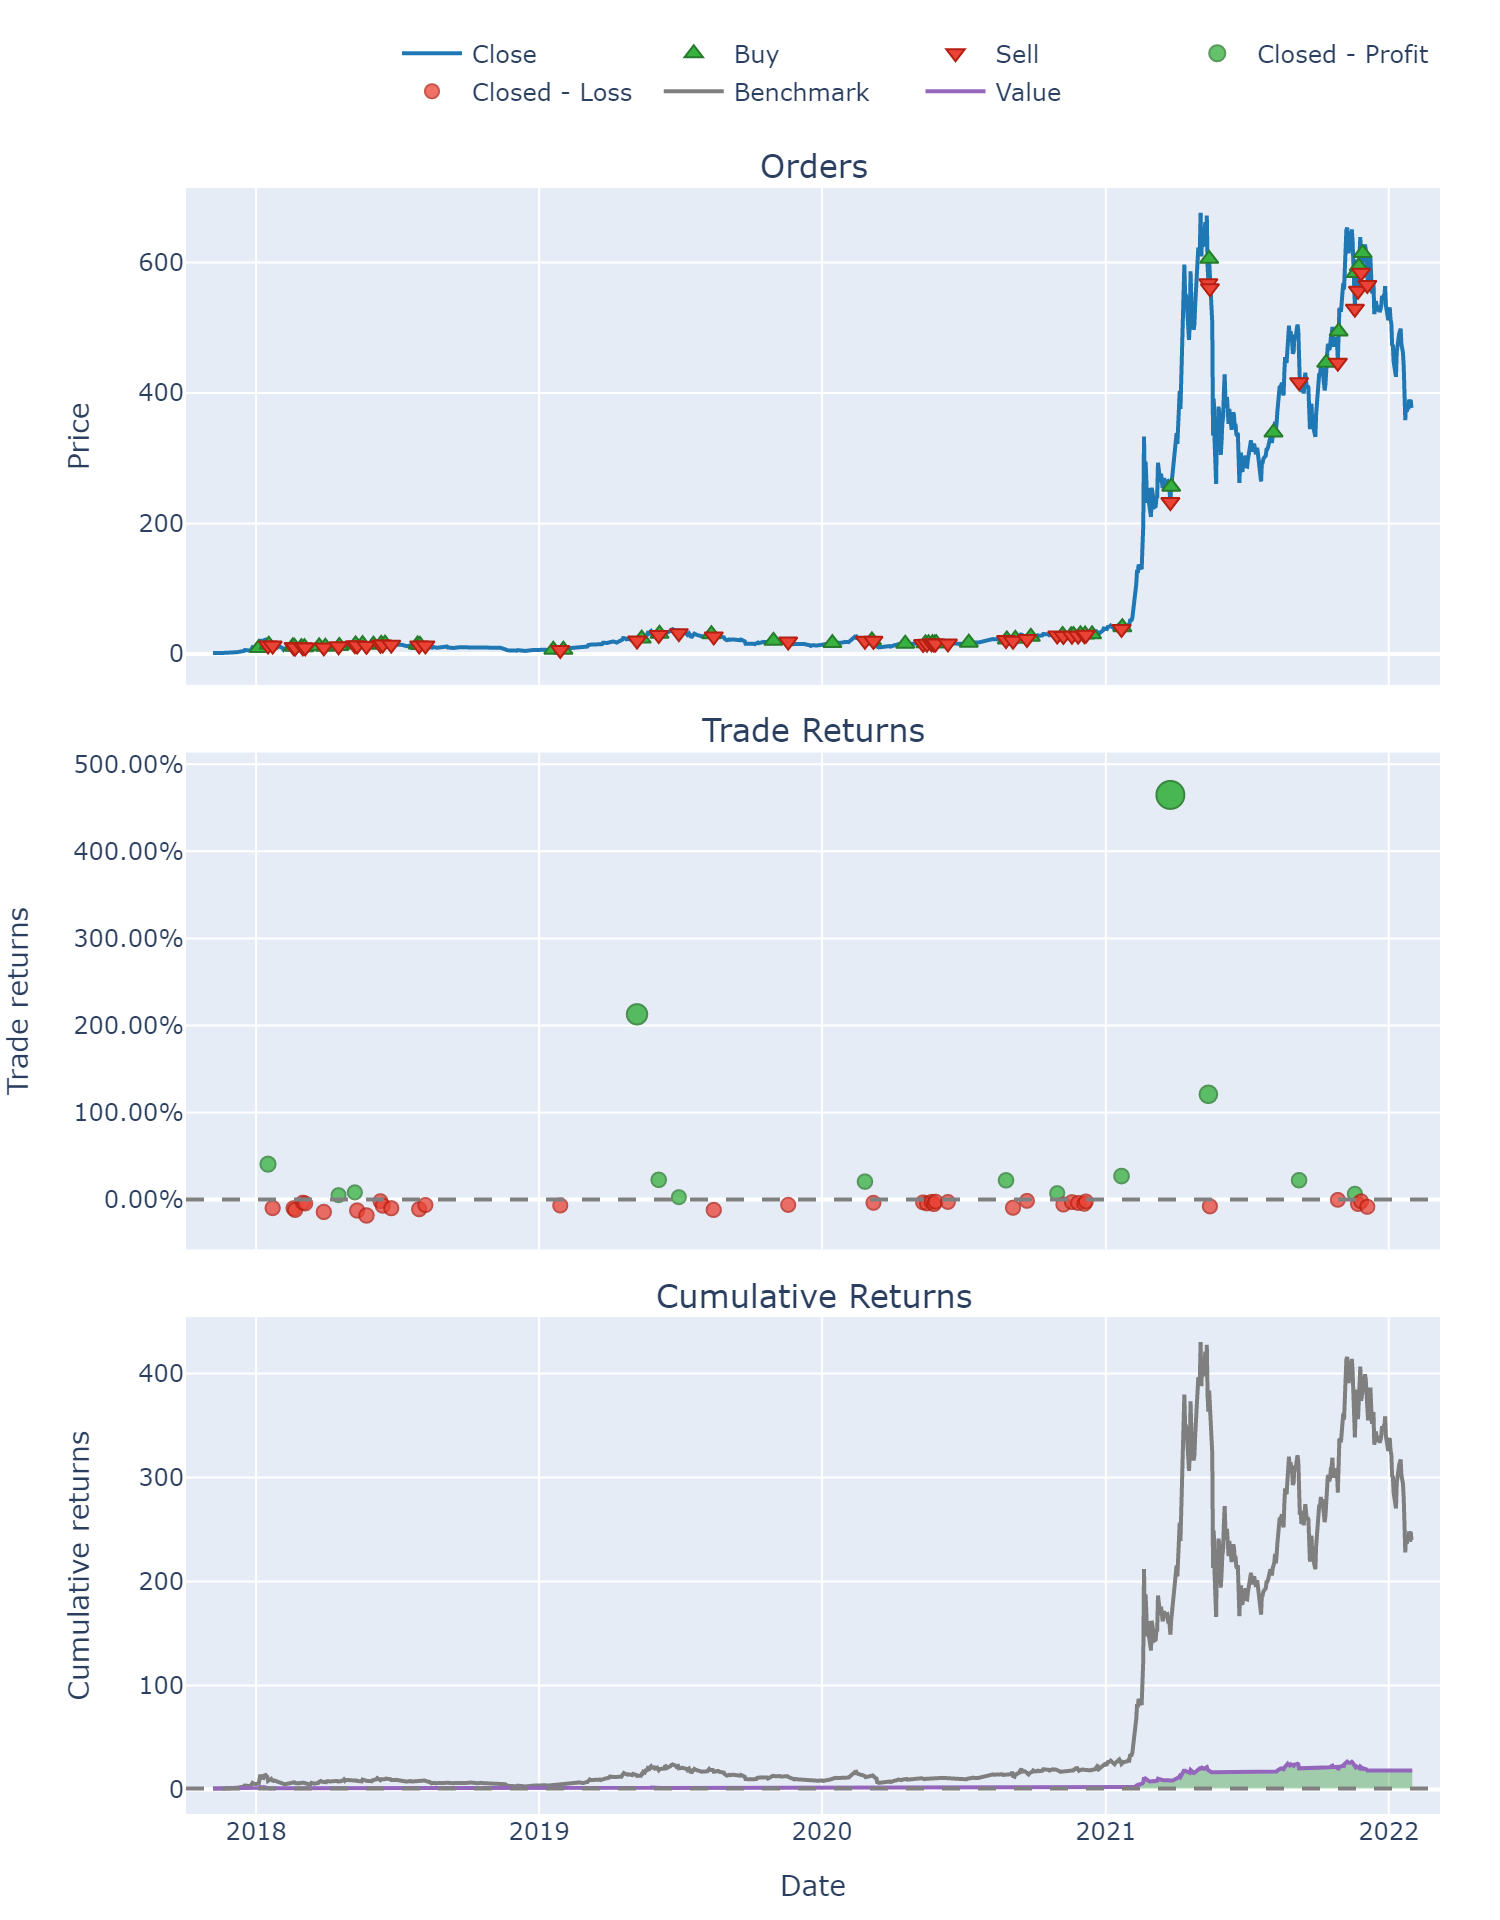 Close Buy Sell Closed - Profit
Closed - Loss Benchmark Value
Orders
600
400
200
0
Price
Trade Returns
500.00%
400.00%
300.00%
200.00%
100.00%
0.00%
Trade returns
Cumulative Returns
400
300
200
100
0
Cumulative returns
2018 2019 2020 2021 2022
Date